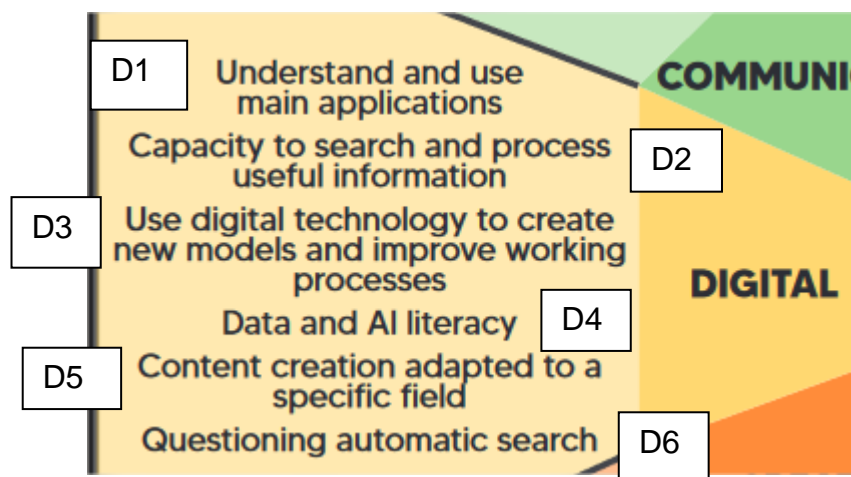 D1
Understand and use
main applications
COMMUNI
Capacity to search and process
useful information
D2
D3
Use digital technology to create
new models and improve working
processes
DIGITAL
Data and AI literacy
D4
D5
Content creation adapted to a
specific field
Questioning automatic search
D6